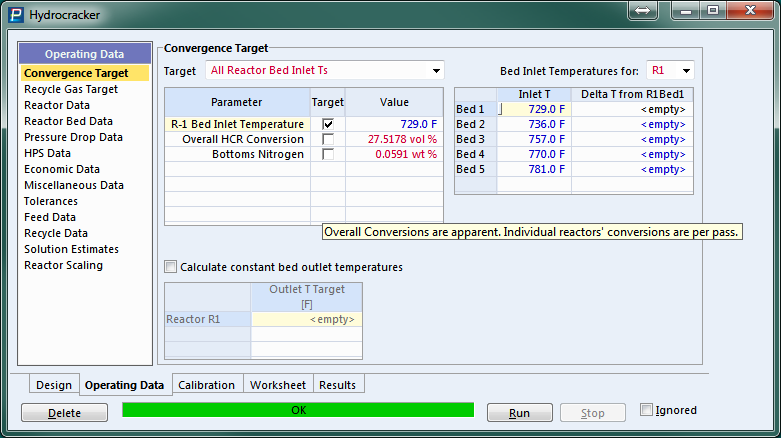 Hydrocracker
Operating Data
Convergence Target
Recycle Gas Target
Reactor Data
Reactor Bed Data
Pressure Drop Data
HPS Data
Economic Data
Miscellaneous Data
Tolerances
Feed Data
Recycle Data
Solution Estimates
Reactor Scaling
Convergence Target
Target All Reactor Bed Inlet Ts
Bed Inlet Temperatures for: R1
Parameter Target Value
R-1 Bed Inlet Temperature 729.0 F
Overall HCR Conversion 27.5178 vol %
Bottoms Nitrogen 0.0591 wt %
Inlet T Delta T from R1Bed1
Bed 1 729.0 F <empty>
Bed 2 736.0 F <empty>
Bed 3 757.0 F <empty>
Bed 4 770.0 F <empty>
Bed 5 781.0 F <empty>
Overall Conversions are apparent. Individual reactors' conversions are per pass.
Calculate constant bed outlet temperatures
Outlet T Target
[F]
Reactor R1 <empty>
Design Operating Data Calibration Worksheet Results
Delete OK Run Stop Ignored